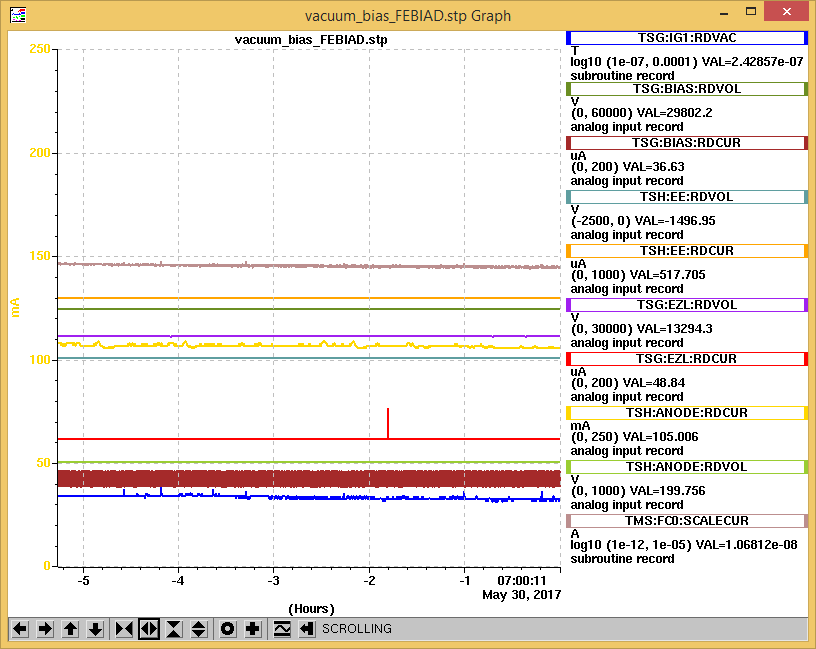 vacuum_bias_FEBIAD.stp Graph
vacuum_bias_FEBIAD.stp
250
200
150
100
50
0
mA
-5
-4
-3
-2
-1
07:00:11
May 30, 2017
(Hours)
TSG:IG1:RDVAC
T
log10 (1e-07, 0.0001) VAL=2.42857e-07
subroutine record
TSG:BIAS:RDVOL
V
(0, 60000) VAL=29802.2
analog input record
TSG:BIAS:RDCUR
uA
(0, 200) VAL=36.63
analog input record
TSH:EE:RDVOL
V
(-2500, 0) VAL=-1496.95
analog input record
TSH:EE:RDCUR
uA
(0, 1000) VAL=517.705
analog input record
TSG:EZL:RDVOL
V
(0, 30000) VAL=13294.3
analog input record
TSG:EZL:RDCUR
uA
(0, 200) VAL=48.84
analog input record
TSH:ANODE:RDCUR
mA
(0, 250) VAL=105.006
analog input record
TSH:ANODE:RDVOL
V
(0, 1000) VAL=199.756
analog input record
TMS:FC0:SCALECUR
A
log10 (1e-12, 1e-05) VAL=1.06812e-08
subroutine record
SCROLLING